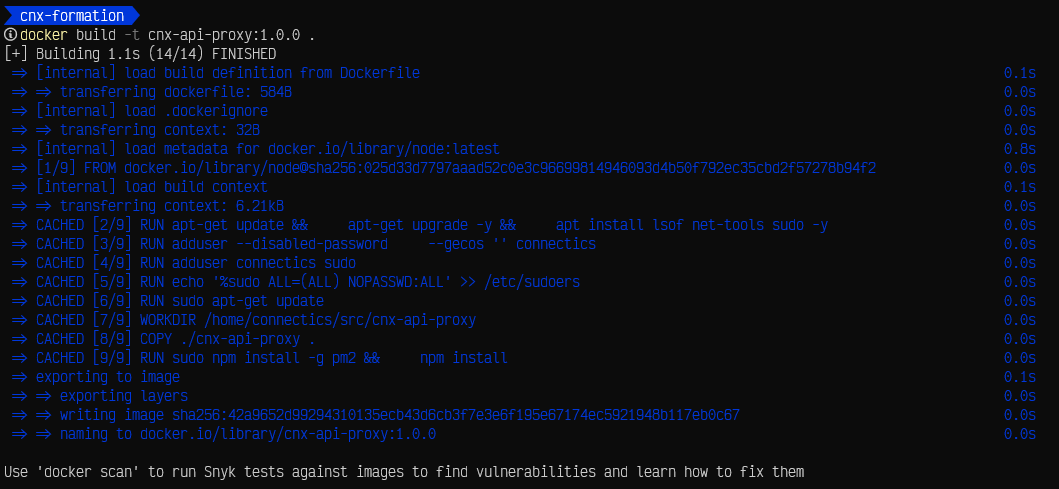 cnx-formation
docker build -t cnx-api-proxy:1.0.0 .
[+] Building 1.1s (14/14) FINISHED
=> [internal] load build definition from Dockerfile 0.1s
=> => transferring dockerfile: 584B 0.0s
=> [internal] load .dockerignore 0.0s
=> => transferring context: 32B 0.0s
=> [internal] load metadata for docker.io/library/node:latest 0.8s
=> [1/9] FROM docker.io/library/node@sha256:025d33d7797aaad52c0e3c96699814946093d4b50f792ec35cbd2f57278b94f2 0.0s
=> [internal] load build context 0.1s
=> => transferring context: 6.21kB 0.0s
=> CACHED [2/9] RUN apt-get update &&     apt-get upgrade -y &&     apt install lsof net-tools sudo -y 0.0s
=> CACHED [3/9] RUN adduser --disabled-password     --gecos '' connectics 0.0s
=> CACHED [4/9] RUN adduser connectics sudo 0.0s
=> CACHED [5/9] RUN echo '%sudo ALL=(ALL) NOPASSWD:ALL' >> /etc/sudoers 0.0s
=> CACHED [6/9] RUN sudo apt-get update 0.0s
=> CACHED [7/9] WORKDIR /home/connectics/src/cnx-api-proxy 0.0s
=> CACHED [8/9] COPY ./cnx-api-proxy . 0.0s
=> CACHED [9/9] RUN sudo npm install -g pm2 &&     npm install 0.0s
=> exporting to image 0.1s
=> => exporting layers 0.0s
=> => writing image sha256:42a9652d99294310135ecb43d6cb3f7e3e6f195e67174ec5921948b117eb0c67 0.0s
=> => naming to docker.io/library/cnx-api-proxy:1.0.0 0.0s
Use 'docker scan' to run Snyk tests against images to find vulnerabilities and learn how to fix them